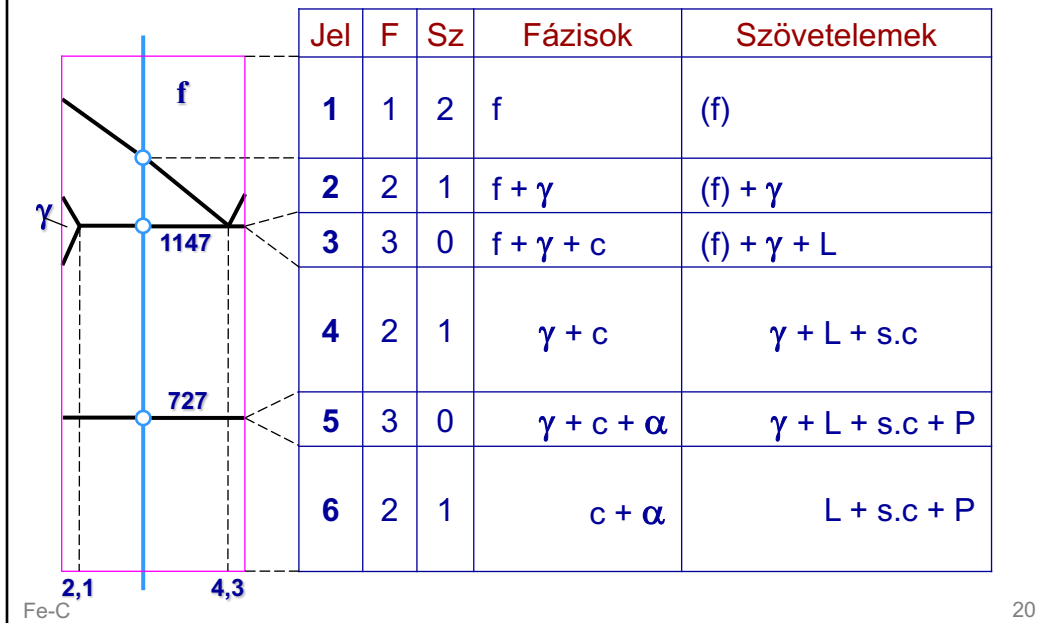 Jel F Sz Fázisok Szövetelemek
f
1 1 2 f (f)
2 2 1 f + γ (f) + γ
γ
1147
3 3 0 f + γ + c (f) + γ + L
4 2 1 γ + c γ + L + s.c
727
5 3 0 γ + c + α γ + L + s.c + P
6 2 1 c + α L + s.c + P
2,1 4,3
Fe-C 20